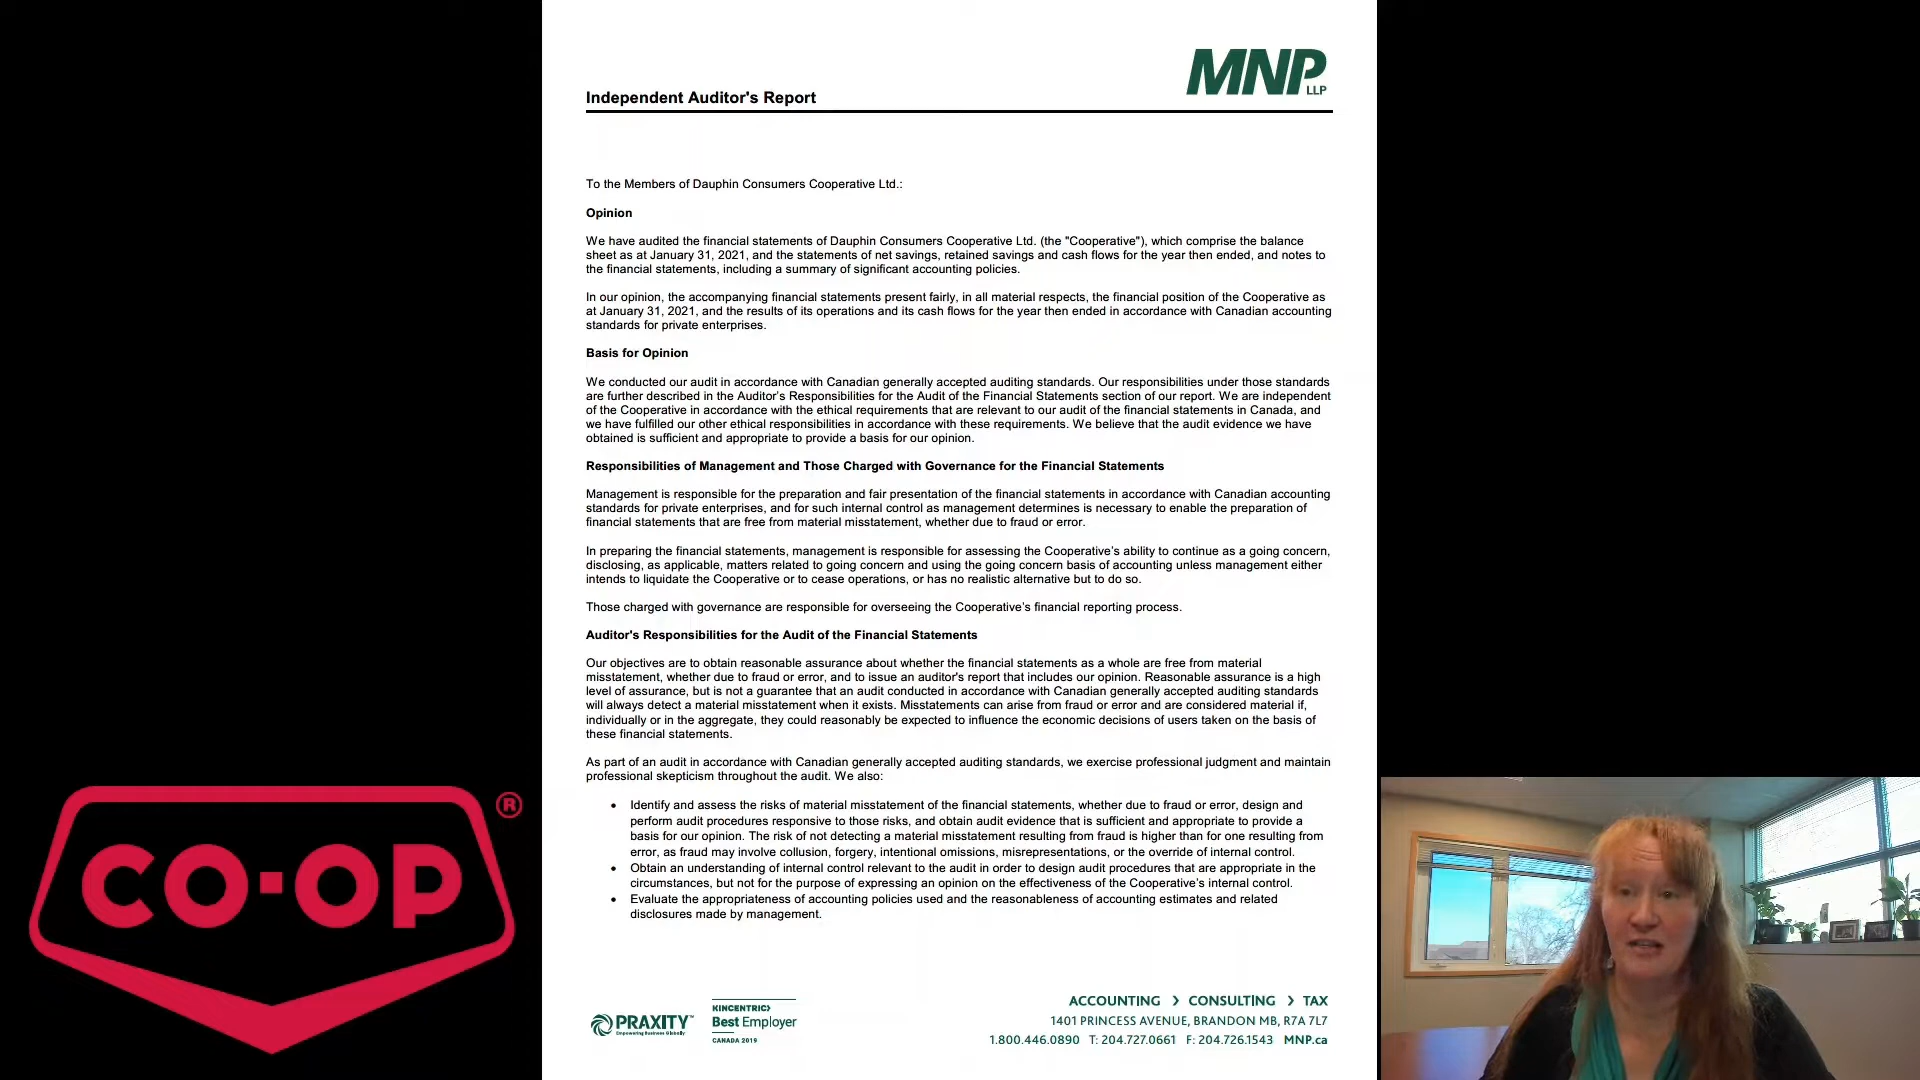 MNP
LLP
Independent Auditor's Report
To the Members of Dauphin Consumers Cooperative Ltd.:
Opinion
We have audited the financial statements of Dauphin Consumers Cooperative Ltd. (the "Cooperative"), which comprise the balance
sheet as at January 31, 2021, and the statements of net savings, retained savings and cash flows for the year then ended, and notes to
the financial statements, including a summary of significant accounting policies.
In our opinion, the accompanying financial statements present fairly, in all material respects, the financial position of the Cooperative as
at January 31, 2021, and the results of its operations and its cash flows for the year then ended in accordance with Canadian accounting
standards for private enterprises.
Basis for Opinion
We conducted our audit in accordance with Canadian generally accepted auditing standards. Our responsibilities under those standards
are further described in the Auditor's Responsibilities for the Audit of the Financial Statements section of our report. We are independent
of the Cooperative in accordance with the ethical requirements that are relevant to our audit of the financial statements in Canada, and
we have fulfilled our other ethical responsibilities in accordance with these requirements. We believe that the audit evidence we have
obtained is sufficient and appropriate to provide a basis for our opinion.
Responsibilities of Management and Those Charged with Governance for the Financial Statements
Management is responsible for the preparation and fair presentation of the financial statements in accordance with Canadian accounting
standards for private enterprises, and for such internal control as management determines is necessary to enable the preparation of
financial statements that are free from material misstatement, whether due to fraud or error.
In preparing the financial statements, management is responsible for assessing the Cooperative's ability to continue as a going concern,
disclosing, as applicable, matters related to going concern and using the going concern basis of accounting unless management either
intends to liquidate the Cooperative or to cease operations, or has no realistic alternative but to do so.
Those charged with governance are responsible for overseeing the Cooperative's financial reporting process.
Auditor's Responsibilities for the Audit of the Financial Statements
Our objectives are to obtain reasonable assurance about whether the financial statements as a whole are free from material
misstatement, whether due to fraud or error, and to issue an auditor's report that includes our opinion. Reasonable assurance is a high
level of assurance, but is not a guarantee that an audit conducted in accordance with Canadian generally accepted auditing standards
will always detect a material misstatement when it exists. Misstatements can arise from fraud or error and are considered material if,
individually or in the aggregate, they could reasonably be expected to influence the economic decisions of users taken on the basis of
these financial statements.
As part of an audit in accordance with Canadian generally accepted auditing standards, we exercise professional judgment and maintain
professional skepticism throughout the audit. We also:
• Identify and assess the risks of material misstatement of the financial statements, whether due to fraud or error, design and
perform audit procedures responsive to those risks, and obtain audit evidence that is sufficient and appropriate to provide a
basis for our opinion. The risk of not detecting a material misstatement resulting from fraud is higher than for one resulting from
error, as fraud may involve collusion, forgery, intentional omissions, misrepresentations, or the override of internal control.
• Obtain an understanding of internal control relevant to the audit in order to design audit procedures that are appropriate in the
circumstances, but not for the purpose of expressing an opinion on the effectiveness of the Cooperative's internal control.
• Evaluate the appropriateness of accounting policies used and the reasonableness of accounting estimates and related
disclosures made by management.
CO-OP ®
PRAXITY™
Empowering Business Globally
KINCENTRIC>
Best Employer
CANADA 2019
ACCOUNTING > CONSULTING > TAX
1401 PRINCESS AVENUE, BRANDON MB, R7A 7L7
1.800.446.0890 T: 204.727.0661 F: 204.726.1543 MNP.ca